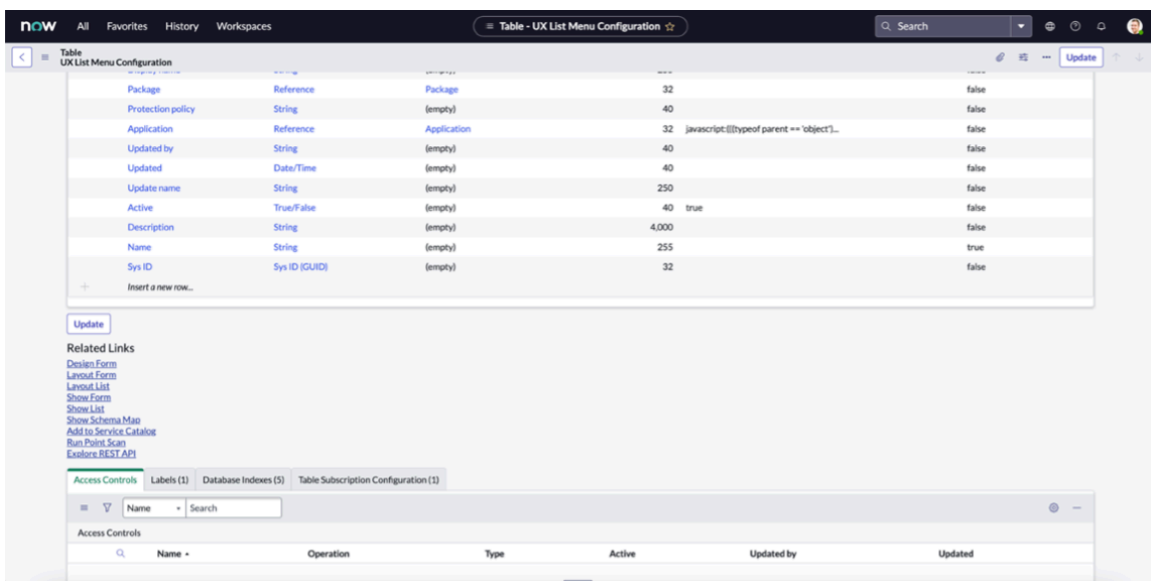 now All Favorites History Workspaces Table - UX List Menu Configuration Search
Table
UX List Menu Configuration Update
Display name String (empty)
Package Reference Package 32 false
Protection policy String (empty) 40 false
Application Reference Application 32 javascript:(((typeof parent == 'object')... false
Updated by String (empty) 40 false
Updated Date/Time (empty) 40 false
Update name String (empty) 250 false
Active True/False (empty) 40 true false
Description String (empty) 4,000 false
Name String (empty) 255 true
Sys ID Sys ID (GUID) (empty) 32 false
Insert a new row...
Update
Related Links
Design Form
Layout Form
Layout List
Show Form
Show List
Show Schema Map
Add to Service Catalog
Run Point Scan
Explore REST API
Access Controls Labels (1) Database Indexes (5) Table Subscription Configuration (1)
Name Search
Access Controls
Name Operation Type Active Updated by Updated